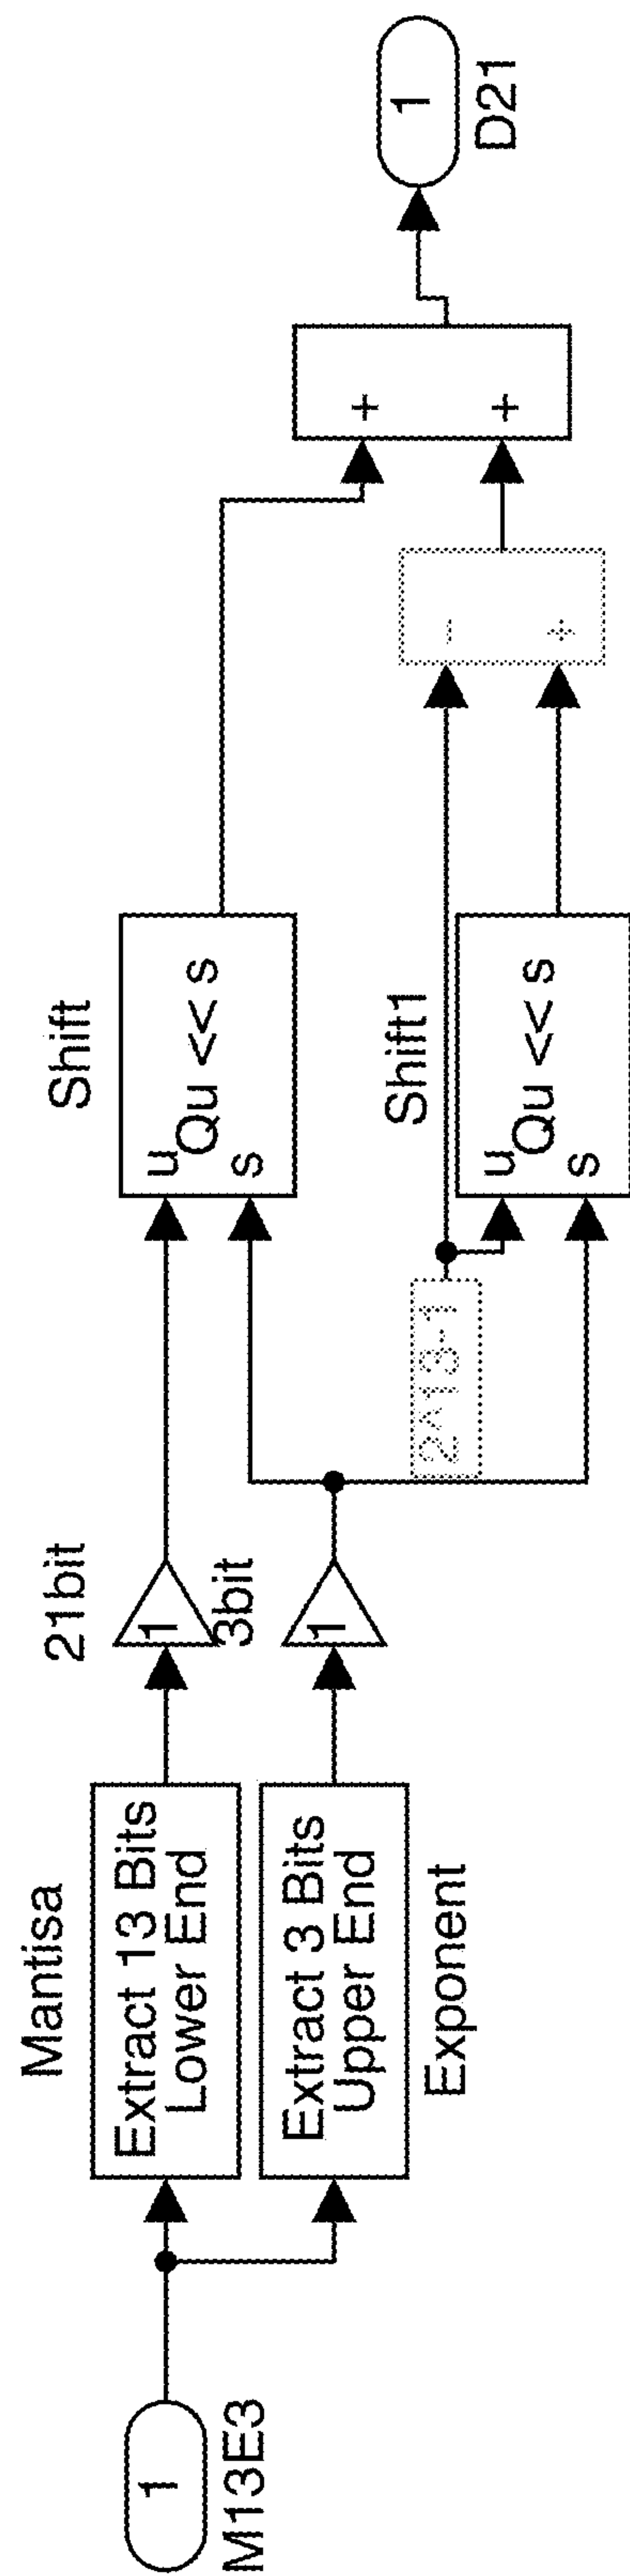 1
M13E3
Mantisa
Extract 13 Bits
Lower End
Extract 3 Bits
Upper End
Exponent
21bit
1
3bit
1
2^13-1
Shift
u
Qu << s
s
Shift1
u
Qu << s
s
-
+
+
+
1
D21